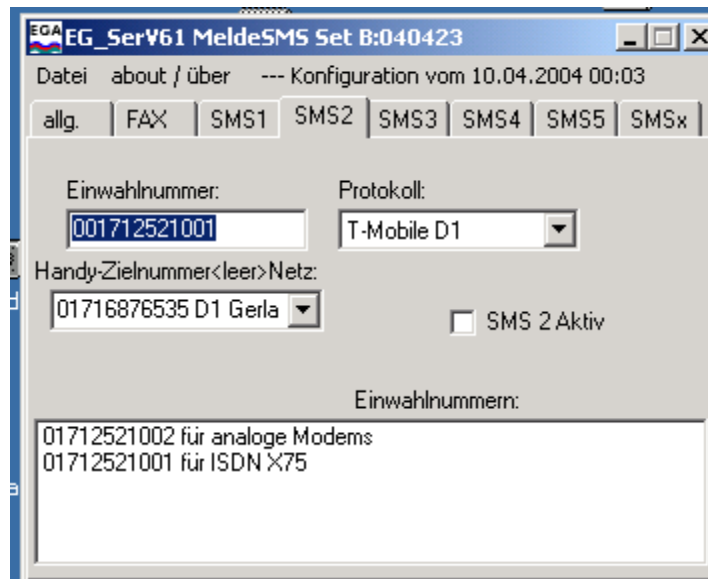 EGA EG_SerV61 MeldeSMS Set B:040423
Datei about / über --- Konfiguration vom 10.04.2004 00:03
allg. FAX SMS1 SMS2 SMS3 SMS4 SMS5 SMSx
Einwahlnummer: Protokoll:
001712521001 T-Mobile D1
Handy-Zielnummer<leer>Netz:
01716876535 D1 Gerla
SMS 2 Aktiv
Einwahlnummern:
01712521002 für analoge Modems
01712521001 für ISDN X75